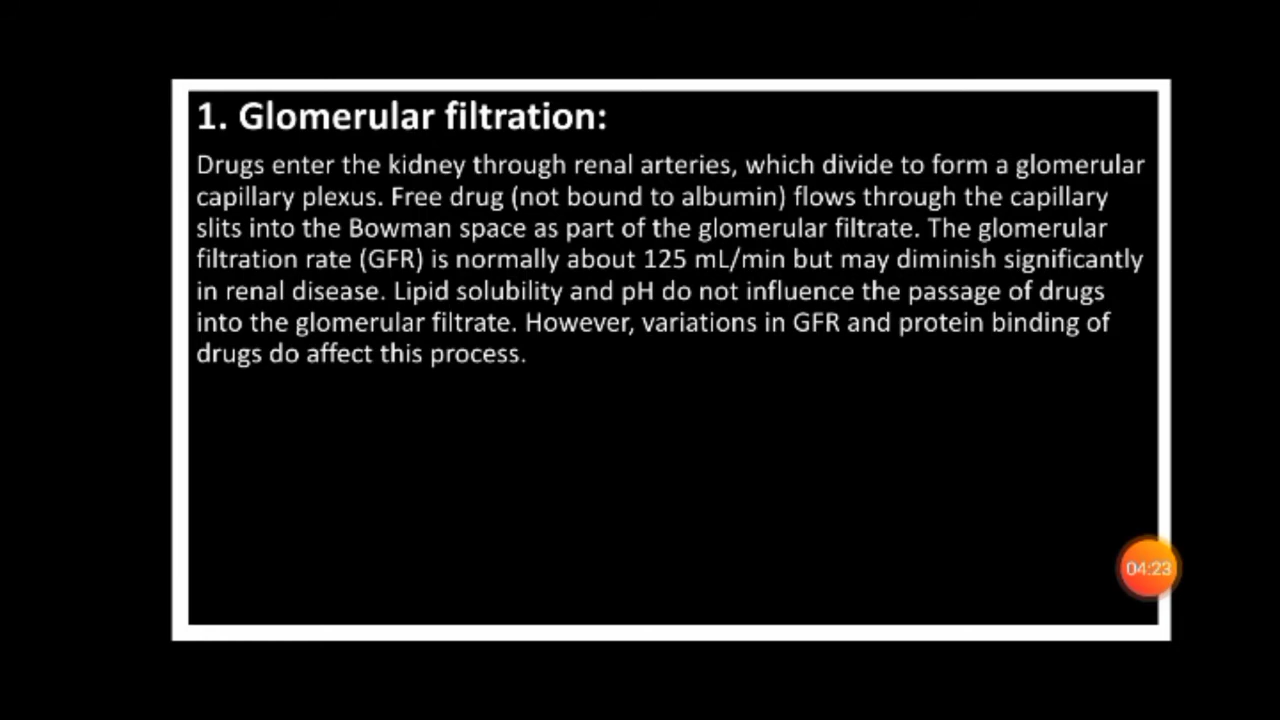 1. Glomerular filtration:
Drugs enter the kidney through renal arteries, which divide to form a glomerular
capillary plexus. Free drug (not bound to albumin) flows through the capillary
slits into the Bowman space as part of the glomerular filtrate. The glomerular
filtration rate (GFR) is normally about 125 mL/min but may diminish significantly
in renal disease. Lipid solubility and pH do not influence the passage of drugs
into the glomerular filtrate. However, variations in GFR and protein binding of
drugs do affect this process.
04:23